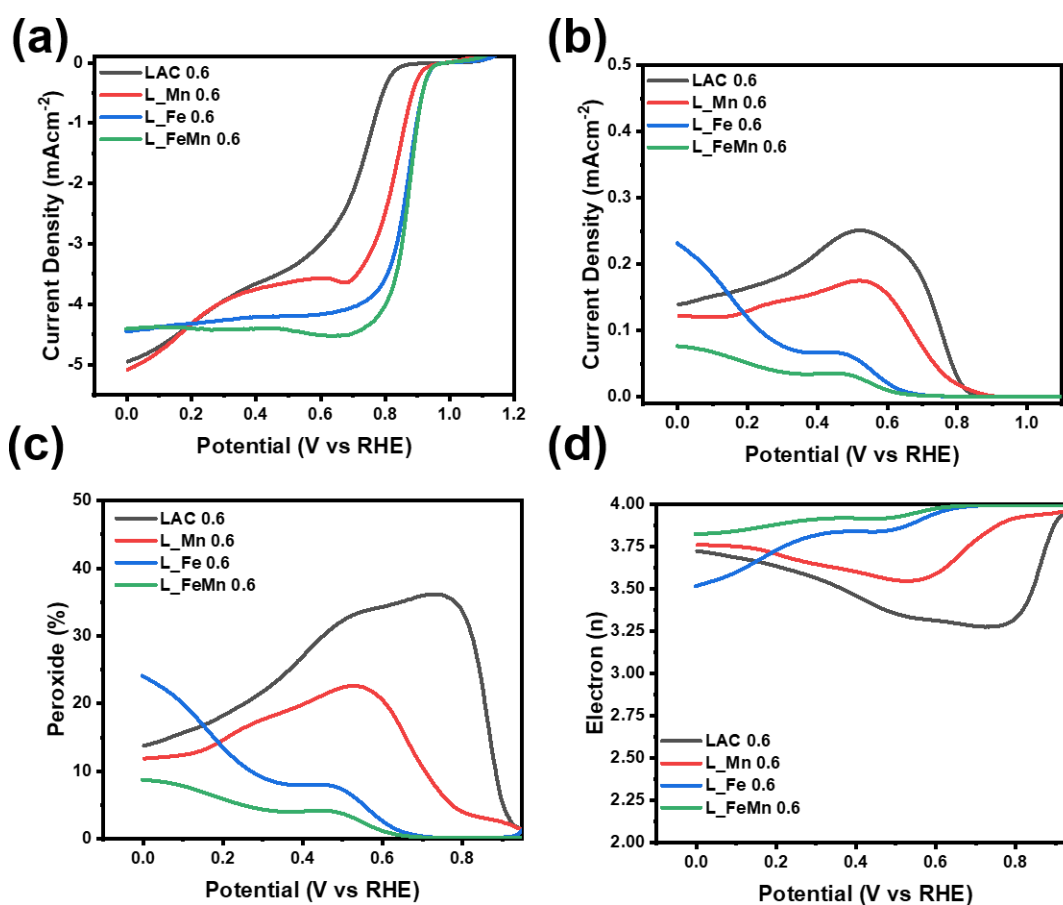 (a)
LAC 0.6
L_Mn 0.6
L_Fe 0.6
L_FeMn 0.6
0
-1
-2
-3
-4
-5
Current Density (mAcm-2)
0.0 0.2 0.4 0.6 0.8 1.0 1.2
Potential (V vs RHE)
(b)
LAC 0.6
L_Mn 0.6
L_Fe 0.6
L_FeMn 0.6
0.5
0.4
0.3
0.2
0.1
0.0
Current Density (mAcm-2)
0.0 0.2 0.4 0.6 0.8 1.0
Potential (V vs RHE)
(c)
LAC 0.6
L_Mn 0.6
L_Fe 0.6
L_FeMn 0.6
50
40
30
20
10
0
Peroxide (%)
0.0 0.2 0.4 0.6 0.8
Potential (V vs RHE)
(d)
4.00
3.75
3.50
3.25
3.00
2.75
2.50
2.25
2.00
Electron (n)
LAC 0.6
L_Mn 0.6
L_Fe 0.6
L_FeMn 0.6
0.0 0.2 0.4 0.6 0.8
Potential (V vs RHE)